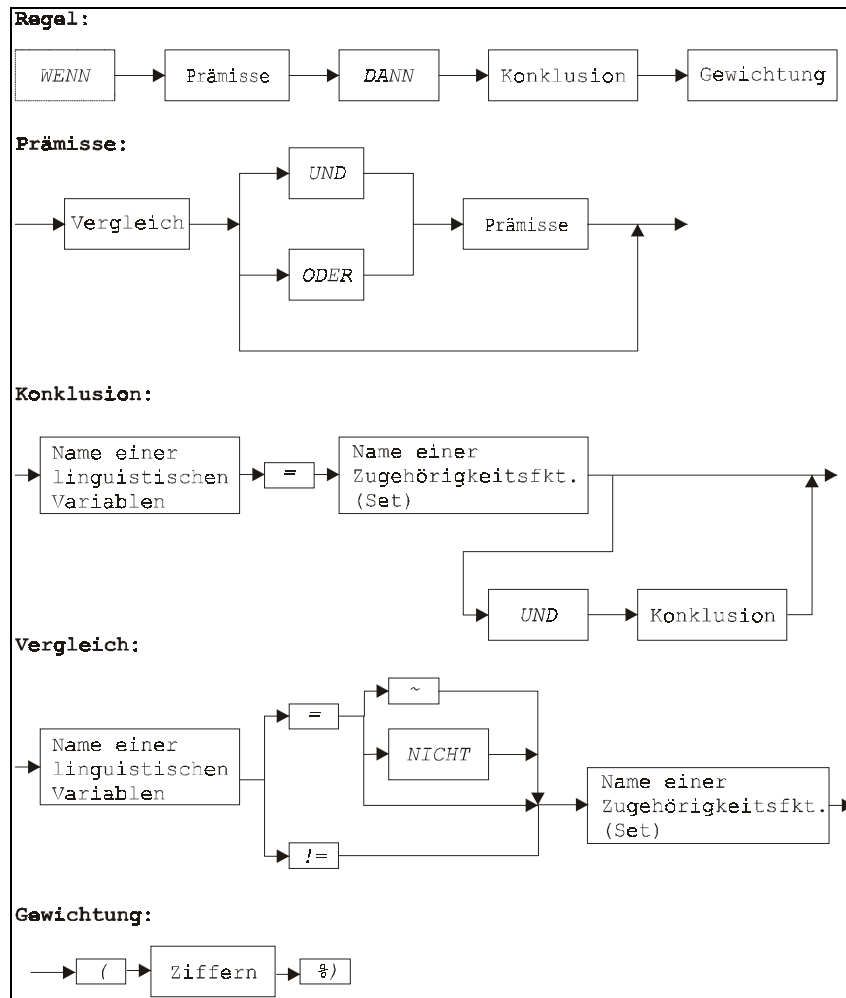 Regel:
WENN Prämisse DANN Konklusion Gewichtung
Prämisse:
UND
Vergleich Prämisse
ODER
Konklusion:
Name einer
linguistischen
Variablen
=
Name einer
Zugehörigkeitsfkt.
(Set)
UND Konklusion
Vergleich:
~
=
NICHT
Name einer
linguistischen
Variablen
Name einer
Zugehörigkeitsfkt.
(Set)
!=
Gewichtung:
( Ziffern %)